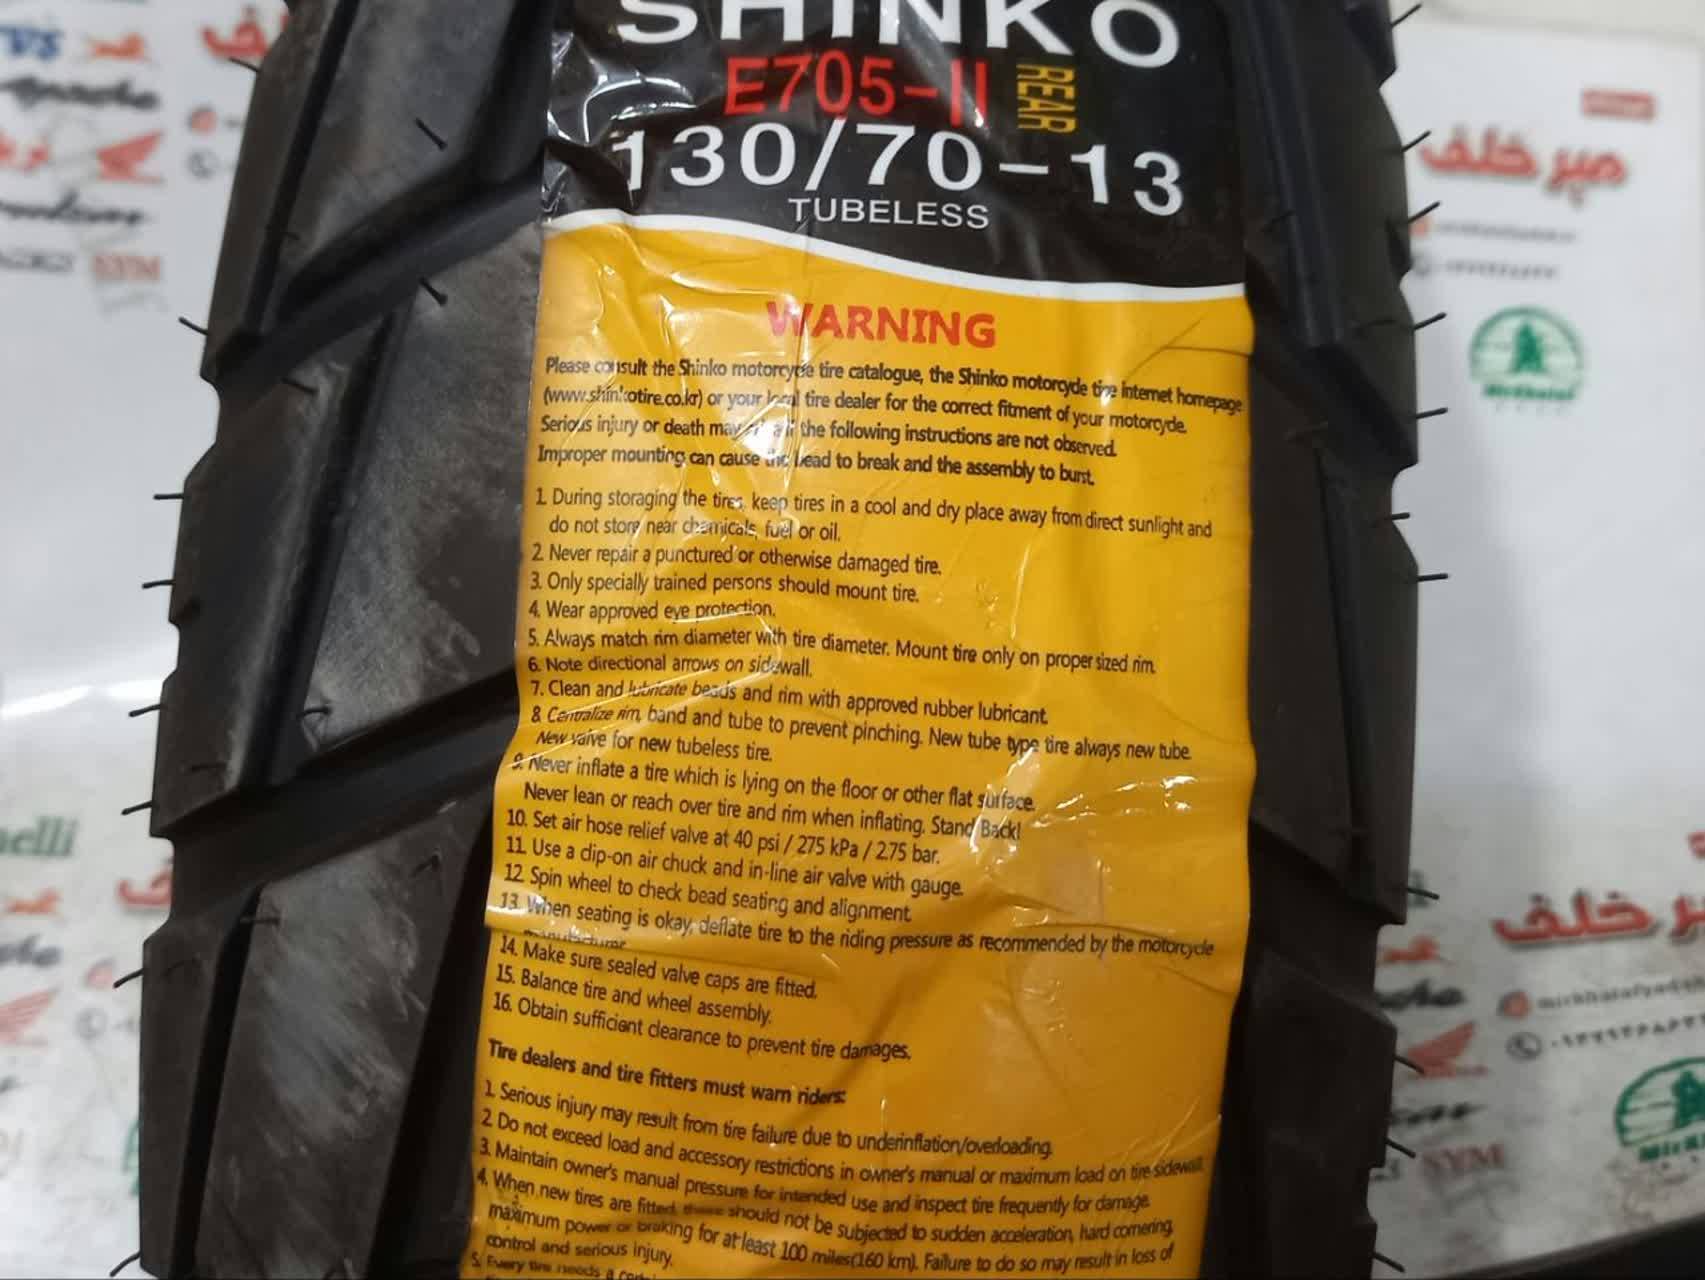 SHINKO
E705-II REAR
130/70-13
TUBELESS
WARNING
Please consult the Shinko motorcycle tire catalogue, the Shinko motorcycle tire internet homepage
(www.shinkotire.co.kr) or your local tire dealer for the correct fitment of your motorcycle.
Serious injury or death may the following instructions are not observed.
Improper mounting can cause the bead to break and the assembly to burst.
1. During storaging the tires, keep tires in a cool and dry place away from direct sunlight and
do not store near chemicals, fuel or oil.
2. Never repair a punctured or otherwise damaged tire.
3. Only specially trained persons should mount tire.
4. Wear approved eye protection.
5. Always match rim diameter with tire diameter. Mount tire only on proper sized rim.
6. Note directional arrows on sidewall.
7. Clean and lubricate beads and rim with approved rubber lubricant.
8. Centralize rim, band and tube to prevent pinching. New tube type tire always new tube.
New valve for new tubeless tire.
9. Never inflate a tire which is lying on the floor or other flat surface.
Never lean or reach over tire and rim when inflating. Stand Back!
10. Set air hose relief valve at 40 psi / 275 kPa / 2.75 bar.
11. Use a clip-on air chuck and in-line air valve with gauge.
12. Spin wheel to check bead seating and alignment.
13. When seating is okay, deflate tire to the riding pressure as recommended by the motorcycle
manufacturer.
14. Make sure sealed valve caps are fitted.
15. Balance tire and wheel assembly.
16. Obtain sufficient clearance to prevent tire damages.
Tire dealers and tire fitters must warn riders:
1. Serious injury may result from tire failure due to underinflation/overloading.
2. Do not exceed load and accessory restrictions in owner's manual or maximum load on tire sidewall.
3. Maintain owner's manual pressure for intended use and inspect tire frequently for damage.
4. When new tires are fitted, there should not be subjected to sudden acceleration, hard cornering,
maximum power or braking for at least 100 miles(160 km). Failure to do so may result in loss of
control and serious injury.
5. Every tire needs a
میرخلف
MirKhalaf
میرخلف
SYM
SYM